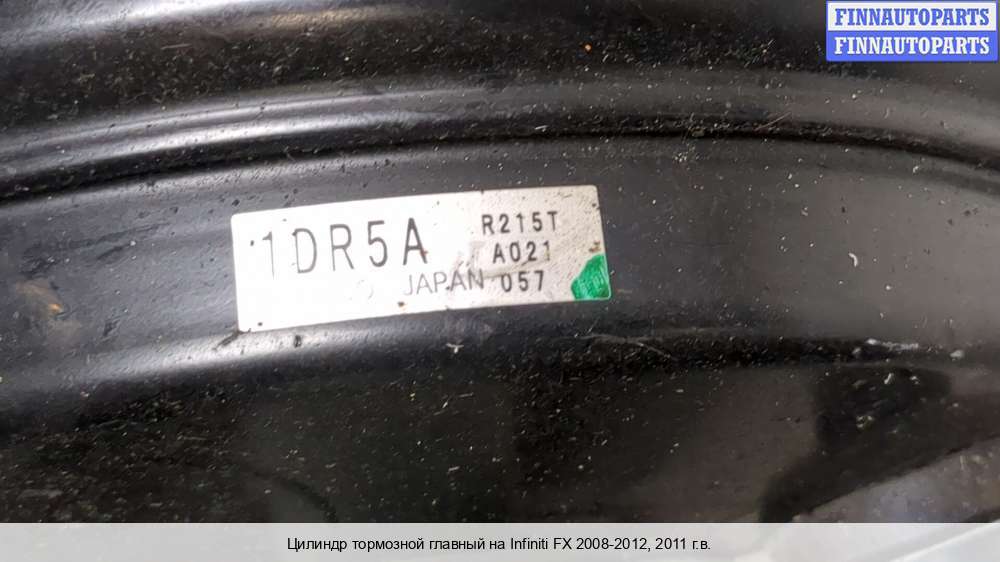 FINNAUTOPARTS
FINNAUTOPARTS
1DR5A R215T
A021
JAPAN 057
Цилиндр тормозной главный на Infiniti FX 2008-2012, 2011 г.в.